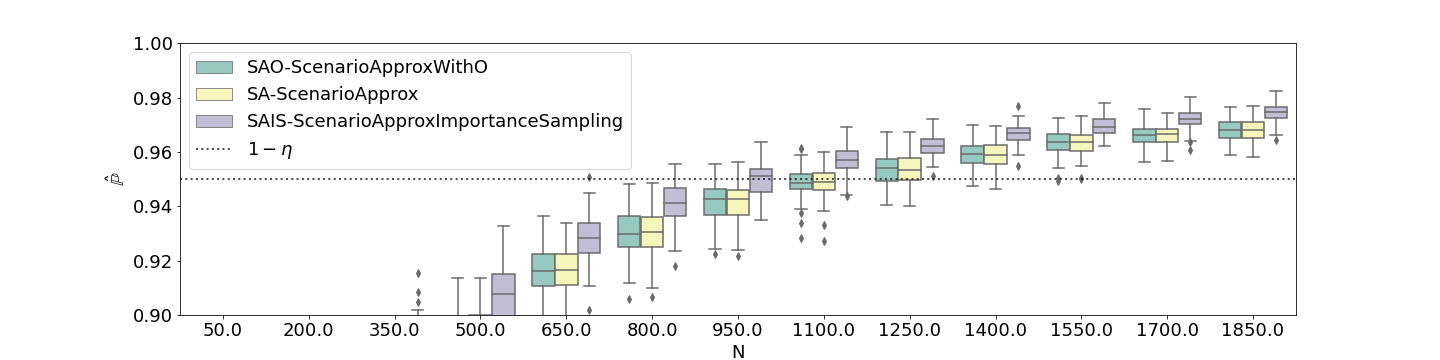 1.00
0.98
0.96
0.94
0.92
0.90
ℙ̂
SAO-ScenarioApproxWithO
SA-ScenarioApprox
SAIS-ScenarioApproxImportanceSampling
1 − η
50.0 200.0 350.0 500.0 650.0 800.0 950.0 1100.0 1250.0 1400.0 1550.0 1700.0 1850.0
N